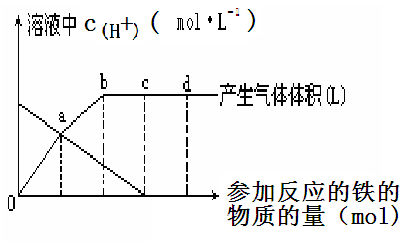 溶液中 c(H+) ( mol·L⁻¹)
b c d
产生气体体积(L)
a
0
参加反应的铁的
物质的量 (mol)